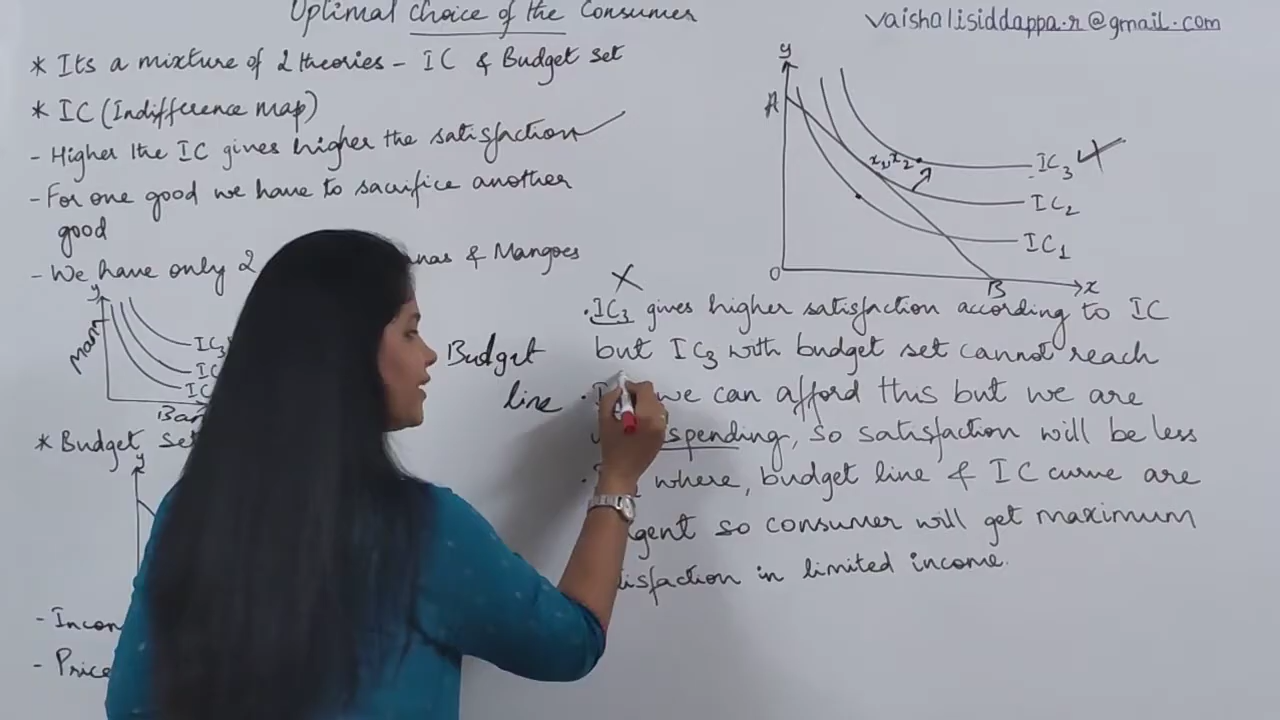 Optimal choice of the Consumer
vaishalisiddappa.r@gmail.com
* Its a mixture of 2 theories - IC & Budget set
* IC (Indifference map)
- Higher the IC gives higher the satisfaction
- For one good we have to sacrifice another
good
- We have only 2 & Mangoes
y
IC3
IC
IC
* Budget set
y
- Incom
- Price
Budget
line
y
A
x1, x2
IC3
IC2
IC1
O
B
x
. IC3 gives higher satisfaction according to IC
but IC3 with budget set cannot reach
. we can afford this but we are
spending, so satisfaction will be less
. where, budget line & IC curve are
gent so consumer will get maximum
tisfaction in limited income.